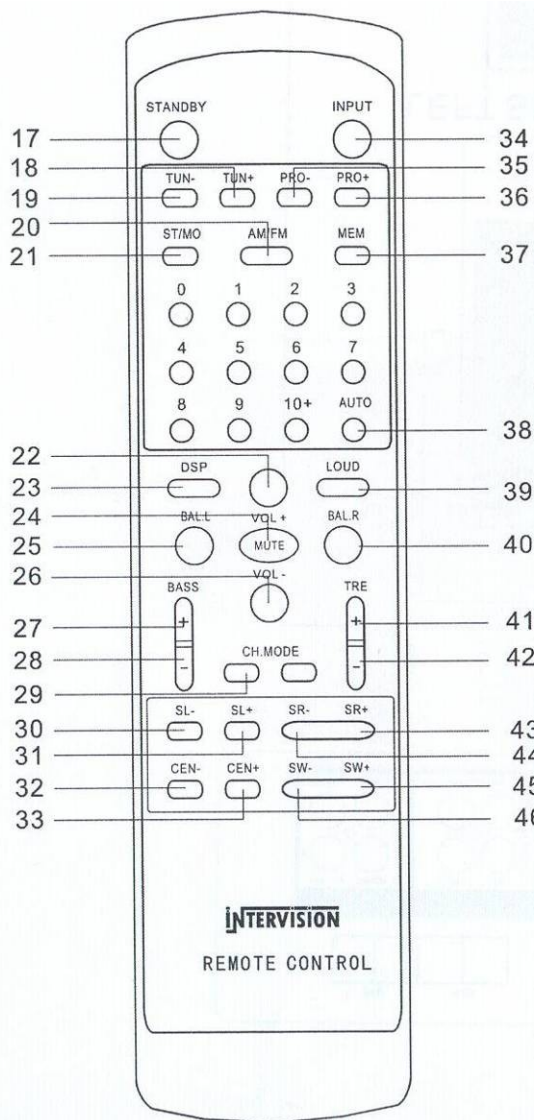 STANDBY INPUT
17 34
18 35
TUN- TUN+ PRO- PRO+
19 36
20
ST/MO AM/FM MEM
21 37
0 1 2 3
4 5 6 7
8 9 10+ AUTO
38
22
DSP LOUD
23 39
24
BAL.L VOL + BAL.R
25 MUTE 40
26 VOL -
BASS TRE
27 + + 41
28 - - 42
CH.MODE
29
SL- SL+ SR- SR+
30 43
31 44
CEN- CEN+ SW- SW+
32 45
33 46
INTERVISION
REMOTE CONTROL